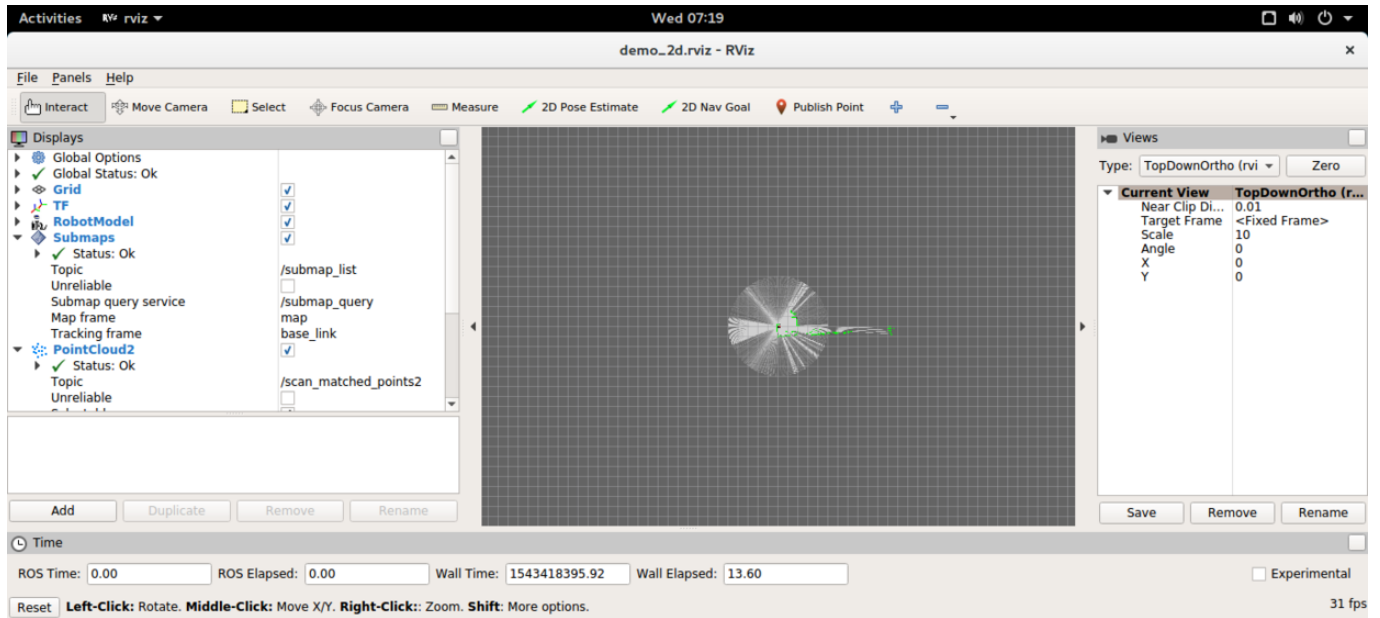 Activities rviz Wed 07:19
demo_2d.rviz - RViz ×
File Panels Help
Interact Move Camera Select Focus Camera Measure 2D Pose Estimate 2D Nav Goal Publish Point
Displays
Global Options
Global Status: Ok
Grid
TF
RobotModel
Submaps
Status: Ok
Topic /submap_list
Unreliable
Submap query service /submap_query
Map frame map
Tracking frame base_link
PointCloud2
Status: Ok
Topic /scan_matched_points2
Unreliable
Add Duplicate Remove Rename
Views
Type: TopDownOrtho (rvi Zero
Current View TopDownOrtho (r...
Near Clip Di... 0.01
Target Frame <Fixed Frame>
Scale 10
Angle 0
X 0
Y 0
Save Remove Rename
Time
ROS Time: 0.00 ROS Elapsed: 0.00 Wall Time: 1543418395.92 Wall Elapsed: 13.60 Experimental
Reset Left-Click: Rotate. Middle-Click: Move X/Y. Right-Click:: Zoom. Shift: More options. 31 fps